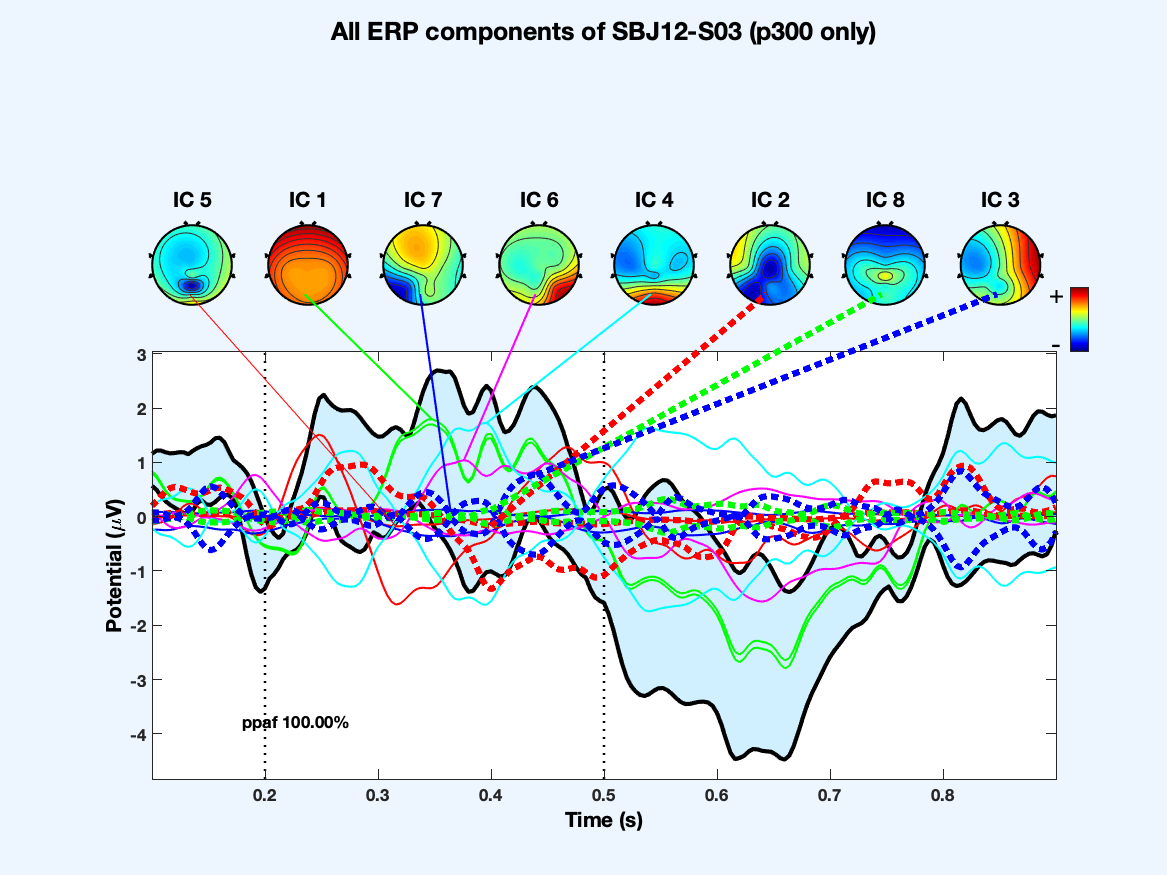 All ERP components of SBJ12-S03 (p300 only)
IC 5 IC 1 IC 7 IC 6 IC 4 IC 2 IC 8 IC 3
+
-
3
2
1
0
-1
-2
-3
-4
Potential (μV)
ppaf 100.00%
0.2 0.3 0.4 0.5 0.6 0.7 0.8
Time (s)